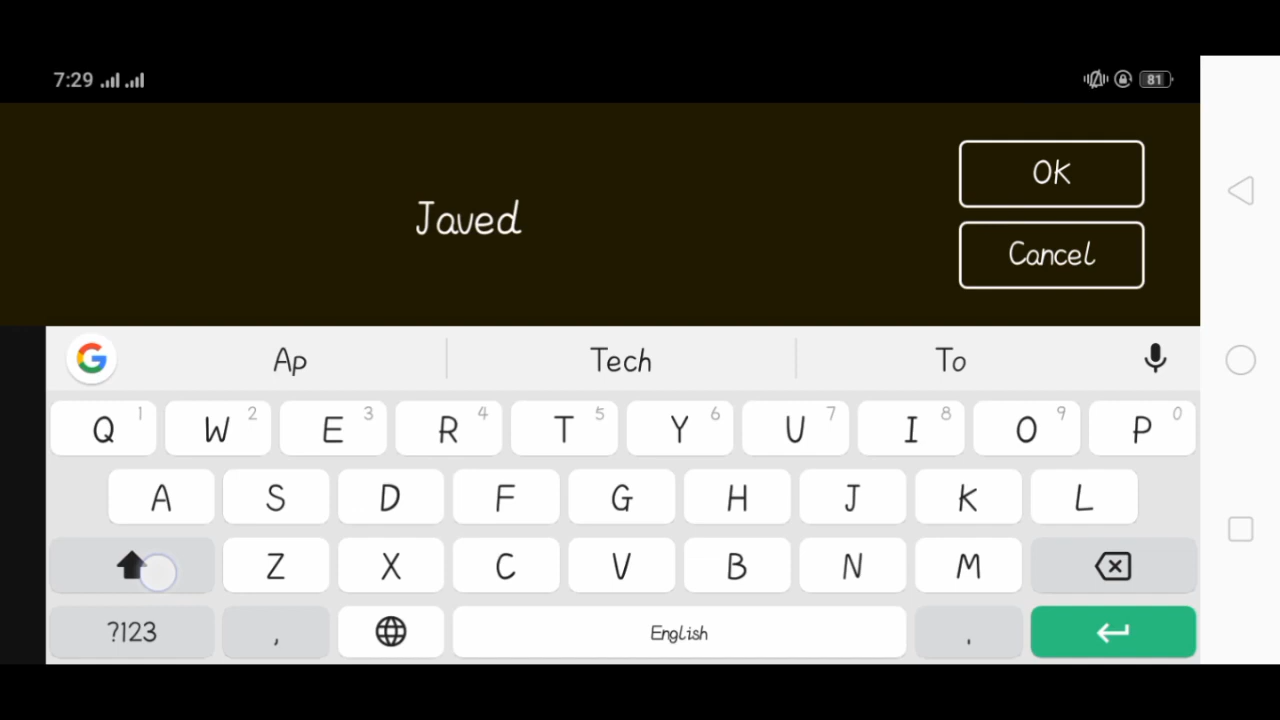 7:29
81
OK
Javed
Cancel
G Ap Tech To
Q 1 W 2 E 3 R 4 T 5 Y 6 U 7 I 8 O 9 P 0
A S D F G H J K L
Z X C V B N M
?123 , English .